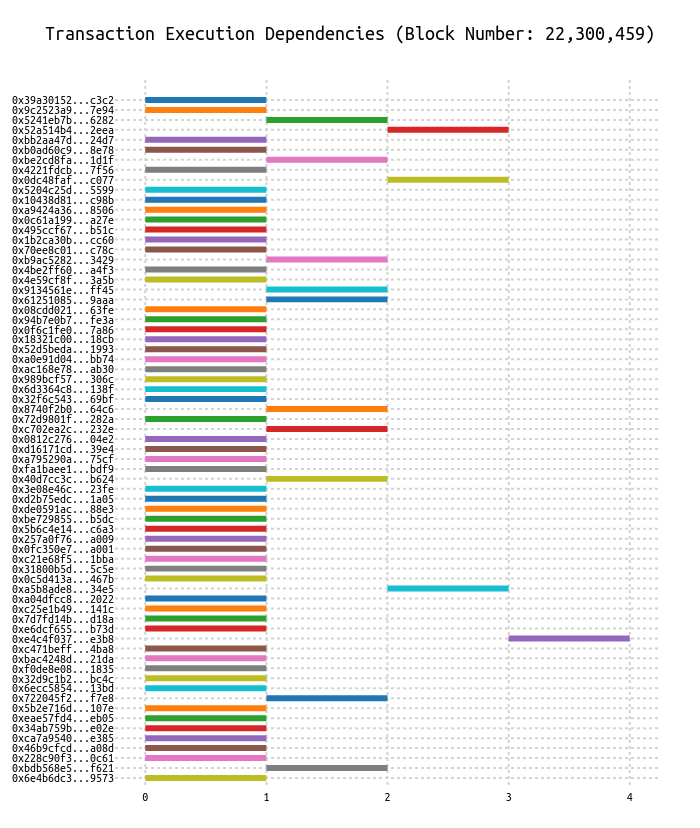 Transaction Execution Dependencies (Block Number: 22,300,459)
0x39a30152...c3c2
0x9c2523a9...7e94
0x5241eb7b...6282
0x52a514b4...2eea
0xbb2aa47d...24d7
0xb0ad60c9...8e78
0xbe2cd8fa...1d1f
0x4221fdcb...7f56
0x0dc48faf...c077
0x5204c25d...5599
0x10438d81...c98b
0xa9424a36...8506
0x0c61a199...a27e
0x495ccf67...b51c
0x1b2ca30b...cc60
0x70ee8c01...c78c
0xb9ac5282...3429
0x4be2ff60...a4f3
0x4e59cf8f...3a5b
0x9134561e...ff45
0x61251085...9aaa
0x08cdd021...63fe
0x94b7e0b7...fe3a
0x0f6c1fe0...7a86
0x18321c00...18cb
0x52d5beda...1993
0xa0e91d04...bb74
0xac168e78...ab30
0x989bcf57...306c
0x6d3364c8...138f
0x32f6c543...69bf
0x8740f2b0...64c6
0x72d9801f...282a
0xc702ea2c...232e
0x0812c276...04e2
0xd16171cd...39e4
0xa795290a...75cf
0xfa1baee1...bdf9
0x40d7cc3c...b624
0x3e08e46c...23fe
0xd2b75edc...1a05
0xde0591ac...88e3
0xbe729855...b5dc
0x5b6c4e14...c6a3
0x257a0f76...a009
0x0fc350e7...a001
0xc21e68f5...1bba
0x31800b5d...5c5e
0x0c5d413a...467b
0xa5b8ade8...34e5
0xa04dfcc8...2022
0xc25e1b49...141c
0x7d7fd14b...d18a
0xe6dcf655...b73d
0xe4c4f037...e3b8
0xc471beff...4ba8
0xbac4248d...21da
0xf0de8e08...1835
0x32d9c1b2...bc4c
0x6ecc5854...13bd
0x722045f2...f7e8
0x5b2e716d...107e
0xeae57fd4...eb05
0x34ab759b...e02e
0xca7a9540...e385
0x46b9cfcd...a08d
0x228c90f3...0c61
0xbdb568e5...f621
0x6e4b6dc3...9573
0 1 2 3 4